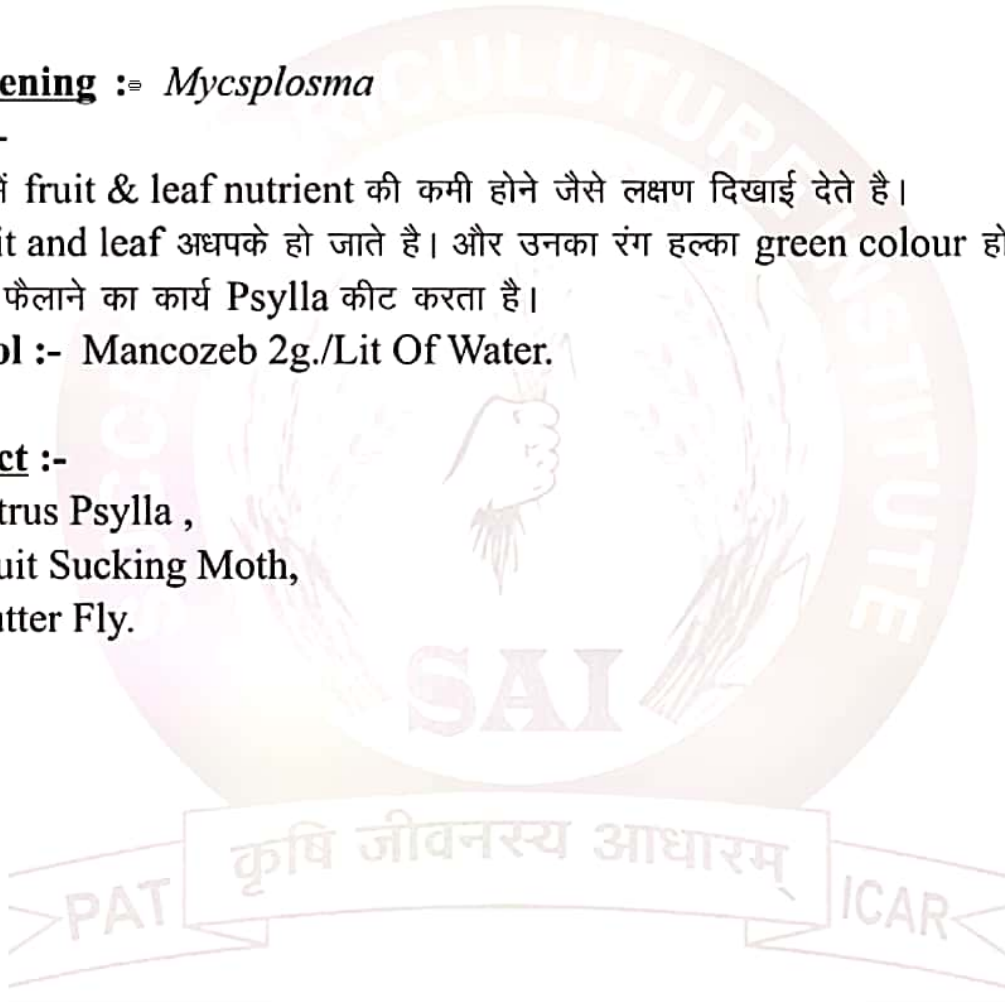 ening :- Mycsplosma
-
में fruit & leaf nutrient की कमी होने जैसे लक्षण दिखाई देते है।
it and leaf अधपके हो जाते है। और उनका रंग हल्का green colour हो
फैलाने का कार्य Psylla कीट करता है।
ol :- Mancozeb 2g./Lit Of Water.
ct :-
trus Psylla ,
uit Sucking Moth,
utter Fly.
AGRICULUTURE INSTITUTE
SAI
कृषि जीवनस्य आधारम्
PAT
ICAR